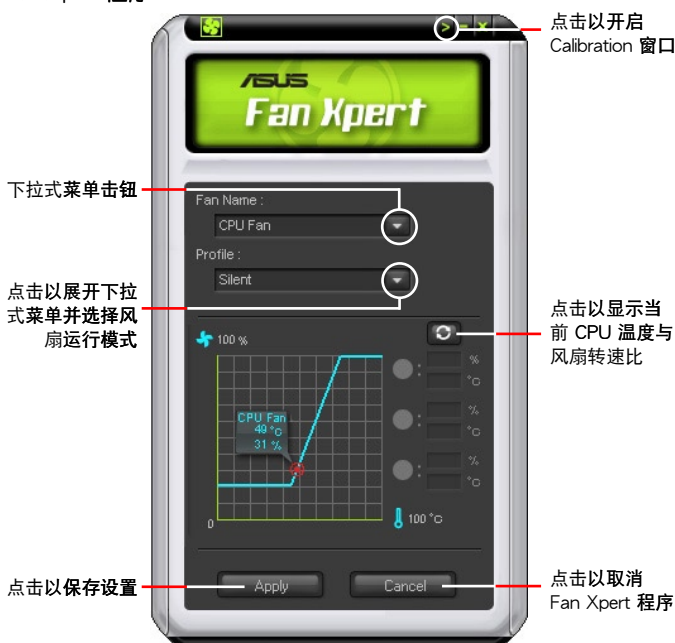 点击以开启
Calibration 窗口
ASUS
Fan Xpert
下拉式菜单击钮
Fan Name :
CPU Fan
Profile :
Silent
点击以展开下拉
式菜单并选择风
扇运行模式
点击以显示当
前 CPU 温度与
风扇转速比
100 %
%
°C
CPU Fan
49 °C
31 %
%
°C
%
°C
0
100 °C
点击以保存设置
Apply
Cancel
点击以取消
Fan Xpert 程序